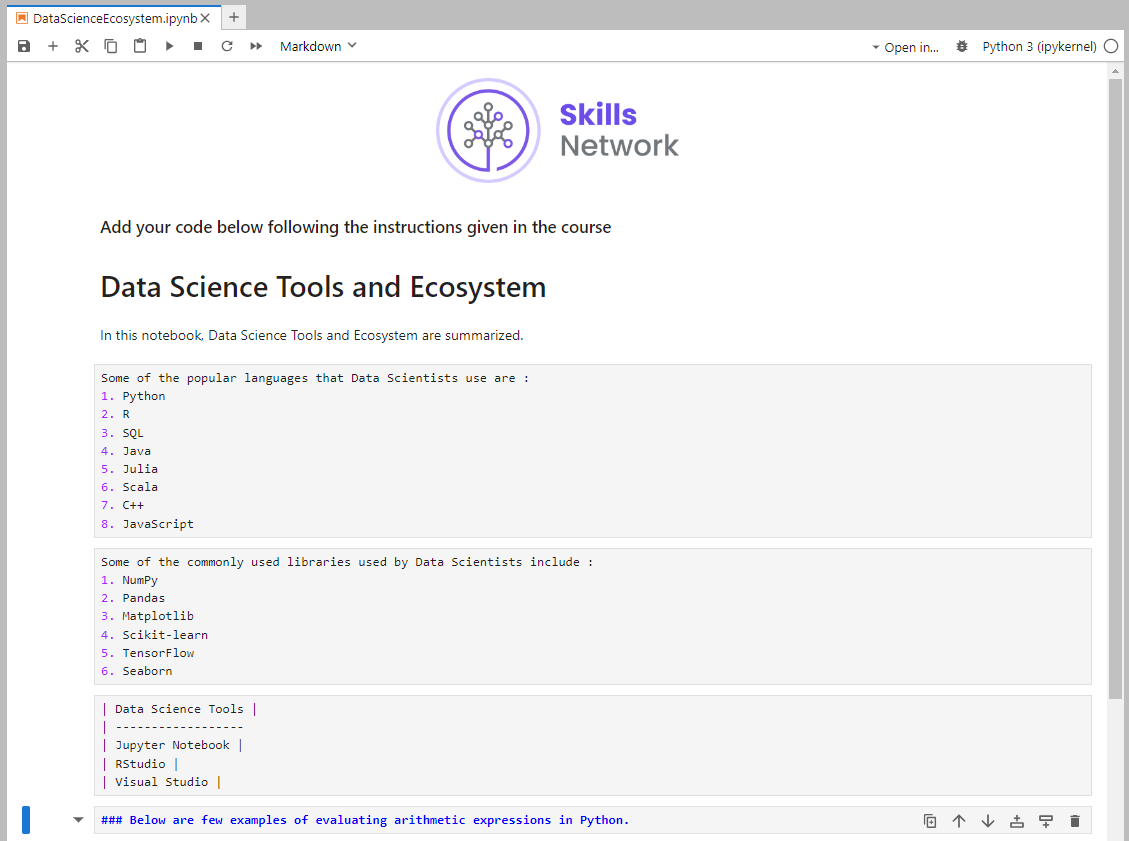 DataScienceEcosystem.ipynb
Markdown
Open in...
Python 3 (ipykernel)
Skills
Network
Add your code below following the instructions given in the course
Data Science Tools and Ecosystem
In this notebook, Data Science Tools and Ecosystem are summarized.
Some of the popular languages that Data Scientists use are :
1. Python
2. R
3. SQL
4. Java
5. Julia
6. Scala
7. C++
8. JavaScript
Some of the commonly used libraries used by Data Scientists include :
1. NumPy
2. Pandas
3. Matplotlib
4. Scikit-learn
5. TensorFlow
6. Seaborn
| Data Science Tools |
| ------------------
| Jupyter Notebook |
| RStudio |
| Visual Studio |
### Below are few examples of evaluating arithmetic expressions in Python.